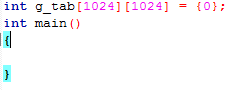 int g_tab[1024][1024] = {0};
int main()
{
}